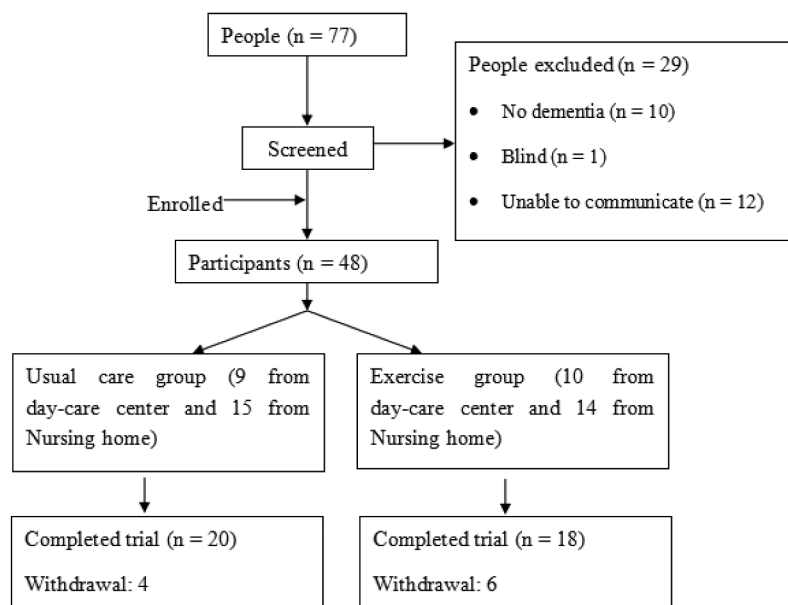 People (n = 77)
People excluded (n = 29)
• No dementia (n = 10)
• Blind (n = 1)
• Unable to communicate (n = 12)
Screened
Enrolled
Participants (n = 48)
Usual care group (9 from
day-care center and 15 from
Nursing home)
Exercise group (10 from
day-care center and 14 from
Nursing home)
Completed trial (n = 20)
Withdrawal: 4
Completed trial (n = 18)
Withdrawal: 6